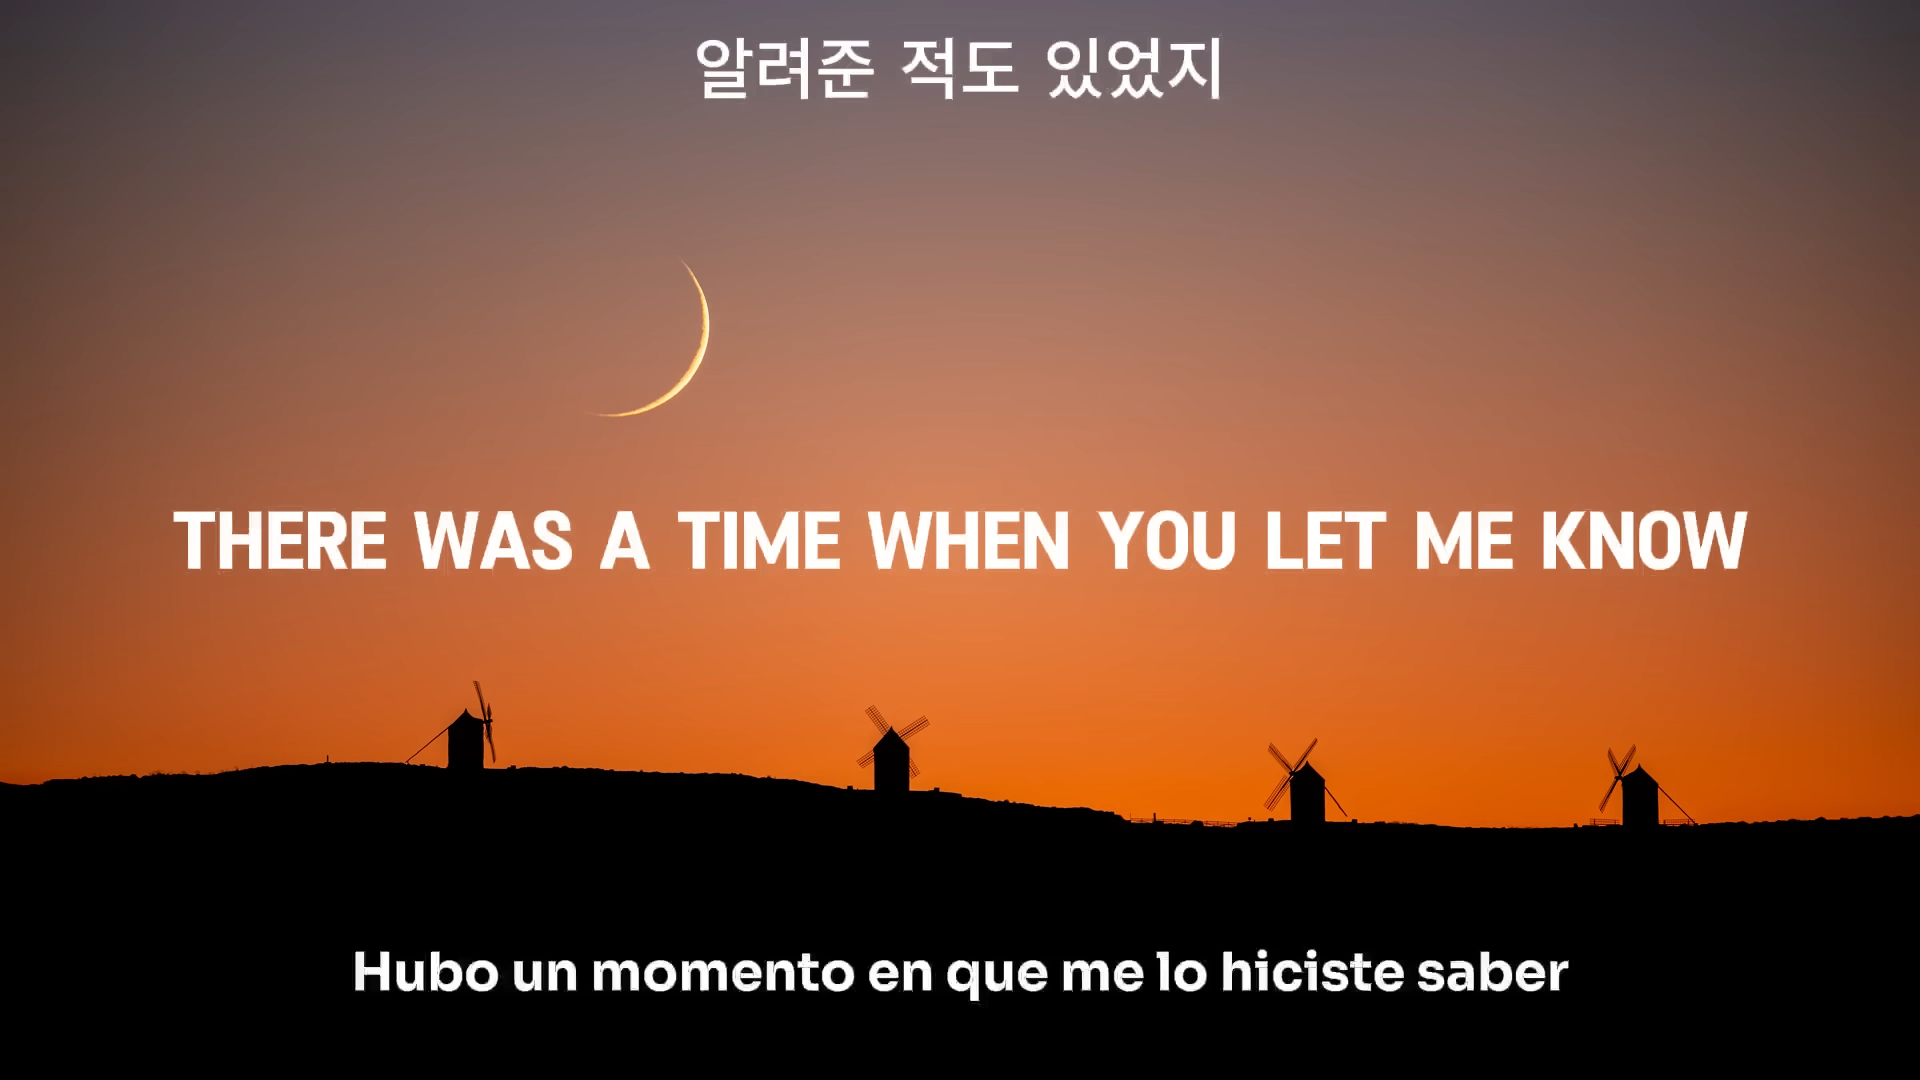 알려준 적도 있었지
THERE WAS A TIME WHEN YOU LET ME KNOW
Hubo un momento en que me lo hiciste saber